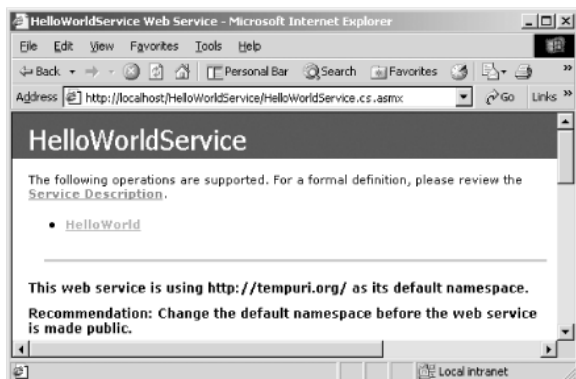 HelloWorldService Web Service - Microsoft Internet Explorer
File Edit View Favorites Tools Help
Back Personal Bar Search Favorites »
Address http://localhost/HelloWorldService/HelloWorldService.cs.asmx Go Links »
HelloWorldService
The following operations are supported. For a formal definition, please review the
Service Description.
• HelloWorld
This web service is using http://tempuri.org/ as its default namespace.
Recommendation: Change the default namespace before the web service
is made public.
Local intranet